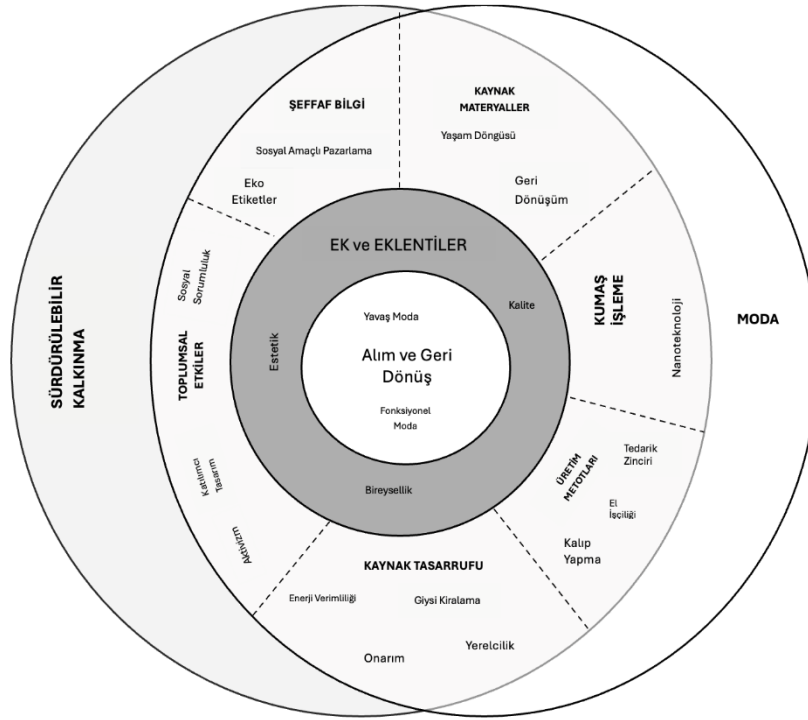 ŞEFFAF BİLGİ
Sosyal Amaçlı Pazarlama
Eko
Etiketler
KAYNAK
MATERYALLER
Yaşam Döngüsü
Geri
Dönüşüm
EK ve EKLENTİLER
Kalite
Estetik
Bireysellik
Yavaş Moda
Alım ve Geri
Dönüş
Fonksiyonel
Moda
SÜRDÜRÜLEBİLİR
KALKINMA
Sosyal
Sorumluluk
TOPLUMSAL
ETKİLER
Katılımcı
Tasarım
Aktivizm
KUMAŞ
İŞLEME
Nanoteknoloji
MODA
ÜRETİM
METOTLARI
Tedarik
Zinciri
El
İşçiliği
Kalıp
Yapma
KAYNAK TASARRUFU
Enerji Verimliliği
Giysi Kiralama
Onarım
Yerelcilik